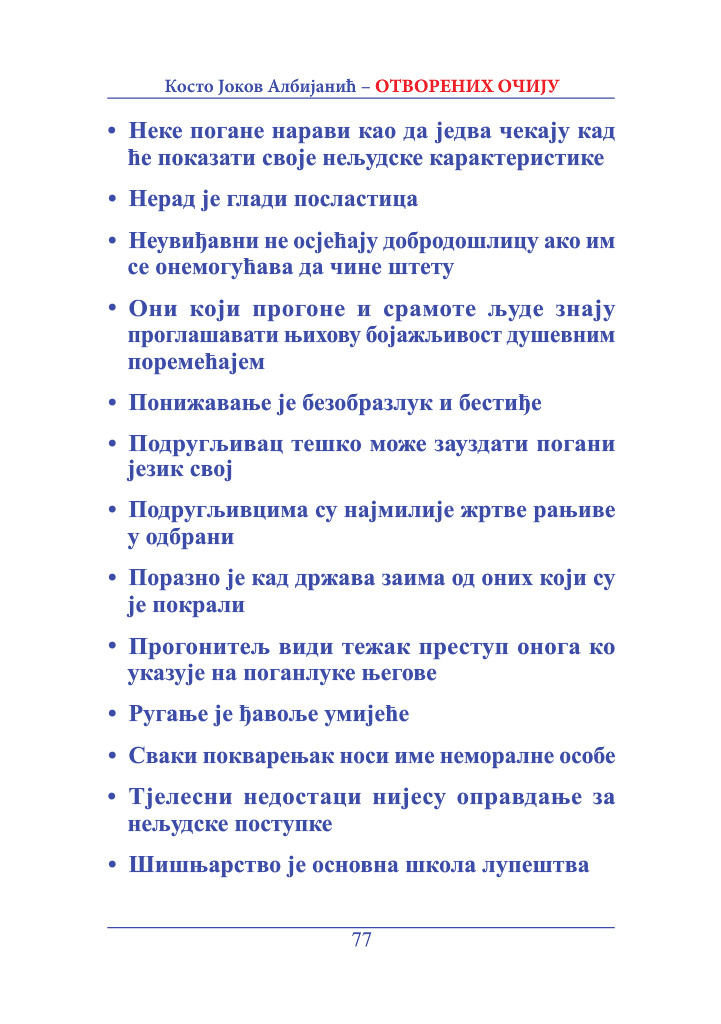 Косто Јоков Албијанић – ОТВОРЕНИХ ОЧИЈУ
• Неке погане нарави као да једва чекају кад
ће показати своје нељудске карактеристике
• Нерад је глади посластица
• Неувиђавни не осјећају добродошлицу ако им
се онемогућава да чине штету
• Они који прогоне и срамоте људе знају
проглашавати њихову бојажљивост душевним
поремећајем
• Понижавање је безобразлук и бестиђе
• Подругљивац тешко може зауздати погани
језик свој
• Подругљивцима су најмилије жртве рањиве
у одбрани
• Поразно је кад држава заима од оних који су
је покрали
• Прогонитељ види тежак преступ онога ко
указује на поганлуке његове
• Ругање је ђавоље умијеће
• Сваки покварењак носи име неморалне особе
• Тјелесни недостаци нијесу оправдање за
нељудске поступке
• Шишњарство је основна школа лупештва
77